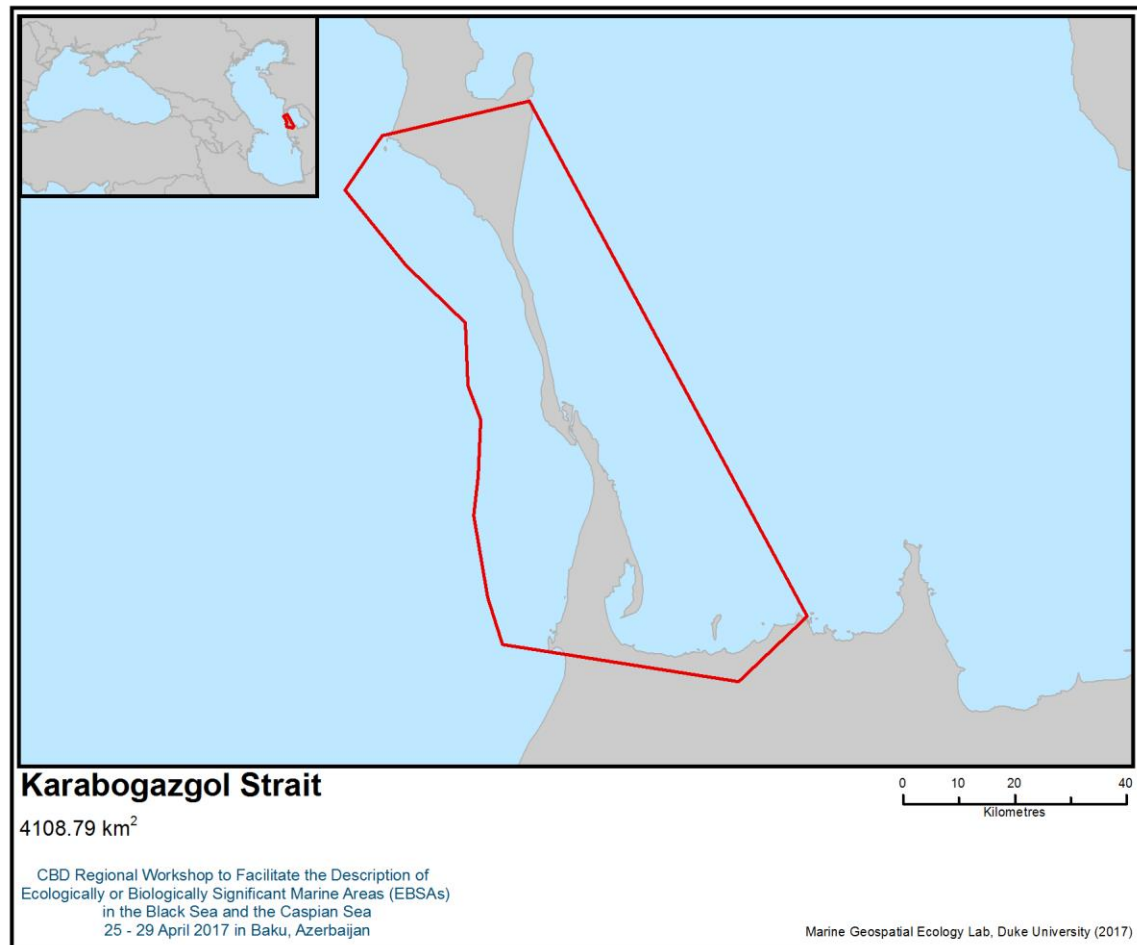 Karabogazgol Strait
4108.79 km²
0 10 20 40
Kilometres
CBD Regional Workshop to Facilitate the Description of
Ecologically or Biologically Significant Marine Areas (EBSAs)
in the Black Sea and the Caspian Sea
25 - 29 April 2017 in Baku, Azerbaijan
Marine Geospatial Ecology Lab, Duke University (2017)